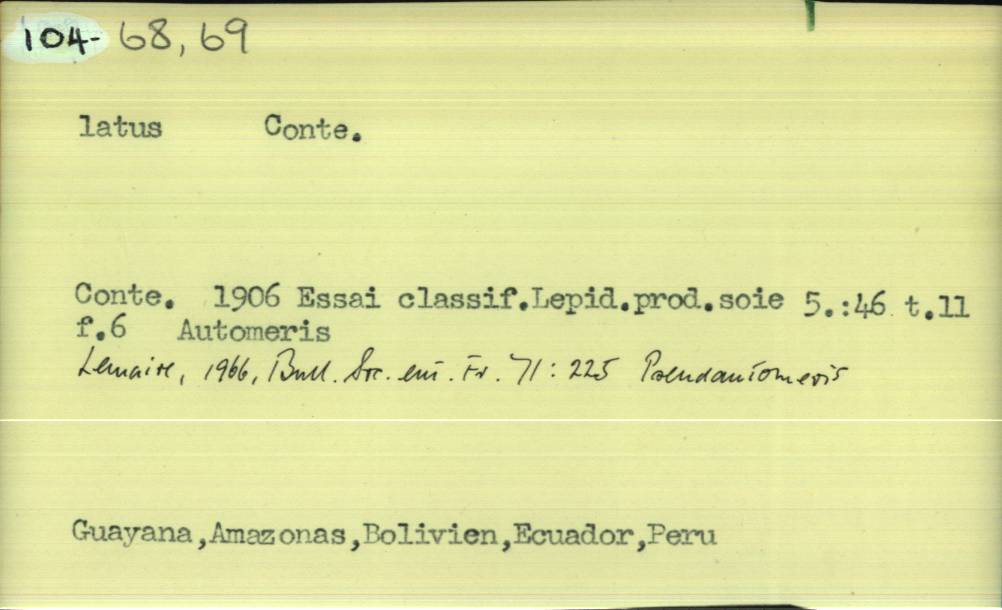 104- 68, 69
latus Conte.
Conte. 1906 Essai classif.Lepid.prod.soie 5.:46 t.11
f.6 Automeris
Lemaire, 1966, Bull. Soc. ent. Fr. 71: 225 Pseudautomeris
Guayana,Amazonas,Bolivien,Ecuador,Peru